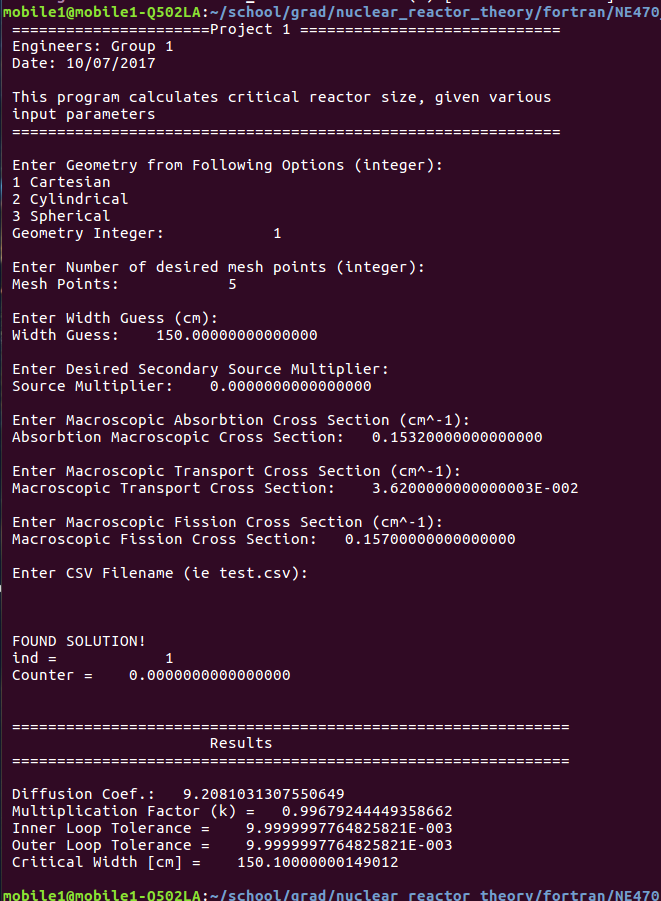 mobile1@mobile1-Q502LA:~/school/grad/nuclear_reactor_theory/fortran/NE470
======================Project 1 =============================
Engineers: Group 1
Date: 10/07/2017
This program calculates critical reactor size, given various
input parameters
=============================================================
Enter Geometry from Following Options (integer):
1 Cartesian
2 Cylindrical
3 Spherical
Geometry Integer:            1
Enter Number of desired mesh points (integer):
Mesh Points:            5
Enter Width Guess (cm):
Width Guess:    150.00000000000000
Enter Desired Secondary Source Multiplier:
Source Multiplier:    0.0000000000000000
Enter Macroscopic Absorbtion Cross Section (cm^-1):
Absorbtion Macroscopic Cross Section:   0.15320000000000000
Enter Macroscopic Transport Cross Section (cm^-1):
Macroscopic Transport Cross Section:    3.6200000000000003E-002
Enter Macroscopic Fission Cross Section (cm^-1):
Macroscopic Fission Cross Section:   0.15700000000000000
Enter CSV Filename (ie test.csv):
FOUND SOLUTION!
ind =            1
Counter =    0.0000000000000000
==============================================================
Results
==============================================================
Diffusion Coef.:   9.2081031307550649
Multiplication Factor (k) =   0.99679244449358662
Inner Loop Tolerance =    9.9999997764825821E-003
Outer Loop Tolerance =    9.9999997764825821E-003
Critical Width [cm] =    150.10000000149012
mobile1@mobile1-Q502LA:~/school/grad/nuclear_reactor_theory/fortran/NE470